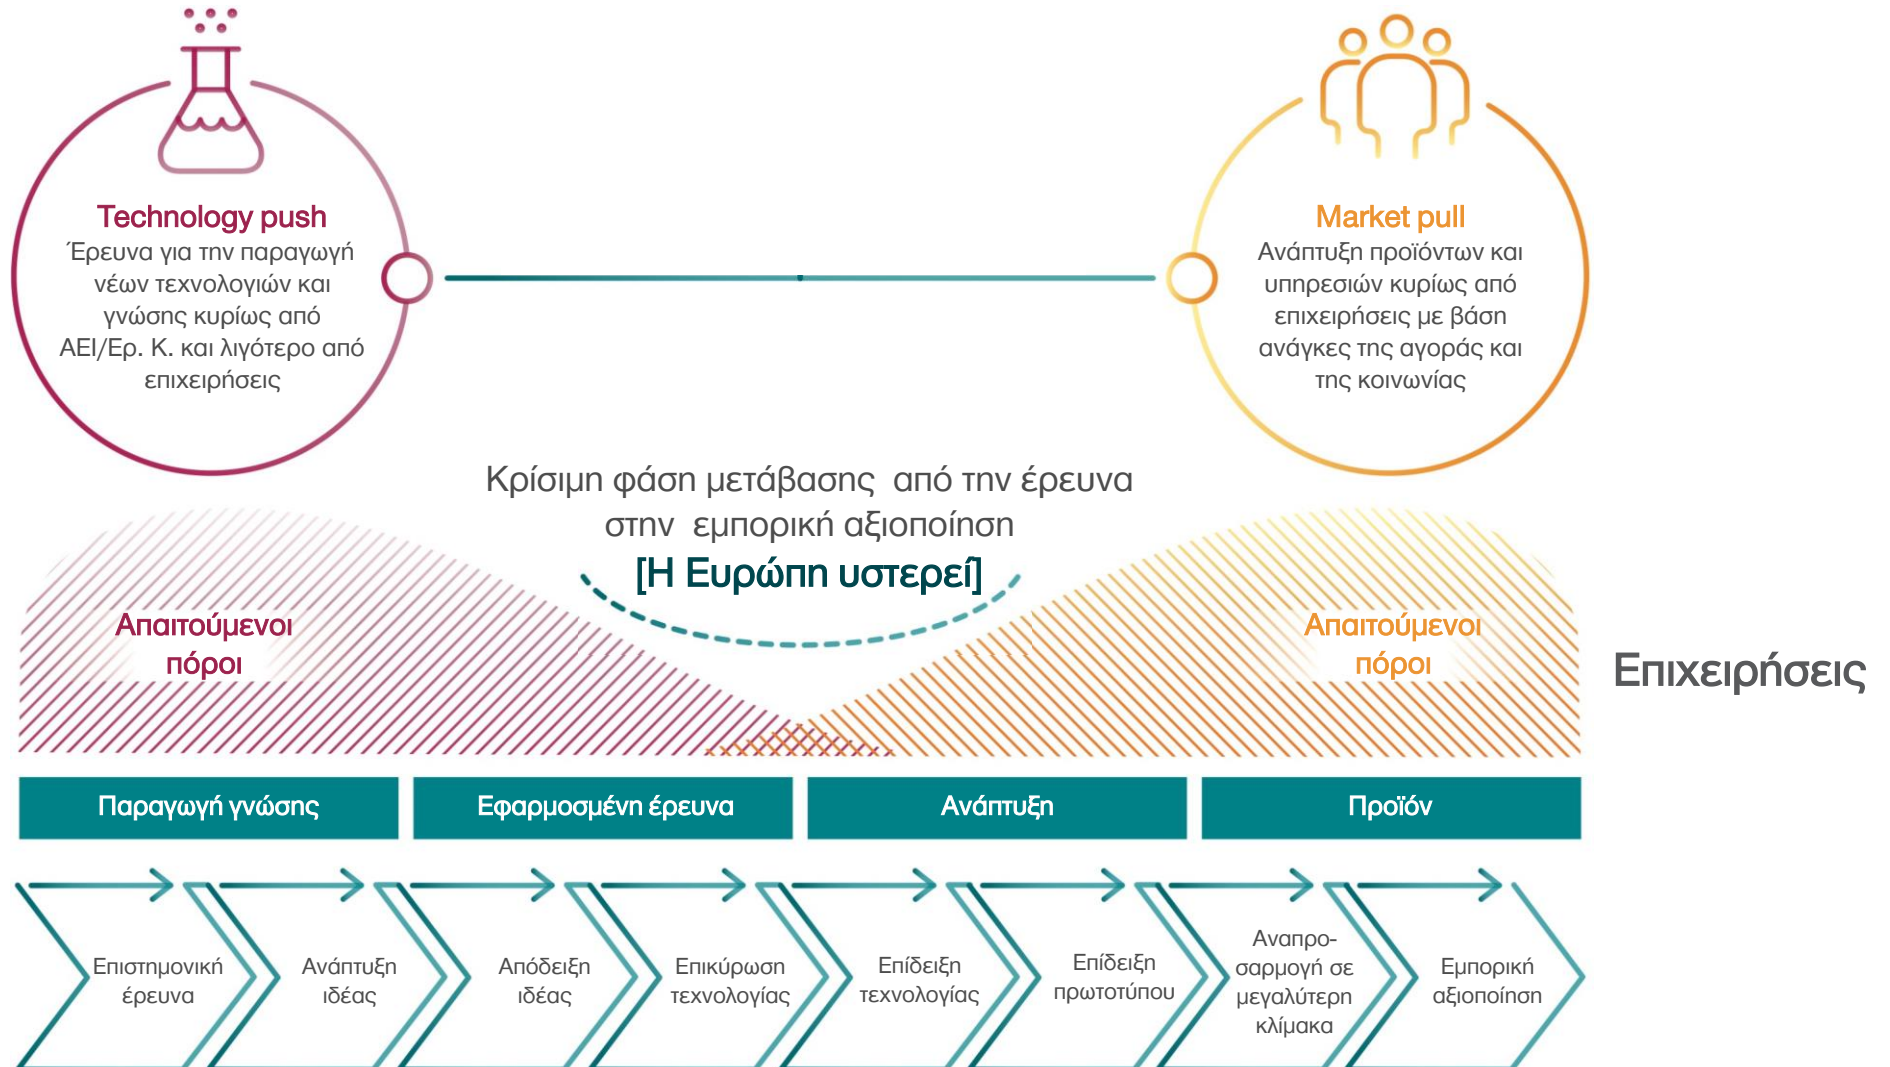 Technology push
Έρευνα για την παραγωγή
νέων τεχνολογιών και
γνώσης κυρίως από
ΑΕΙ/Ερ. Κ. και λιγότερο από
επιχειρήσεις
Market pull
Ανάπτυξη προϊόντων και
υπηρεσιών κυρίως από
επιχειρήσεις με βάση
ανάγκες της αγοράς και
της κοινωνίας
Κρίσιμη φάση μετάβασης από την έρευνα
στην εμπορική αξιοποίηση
[Η Ευρώπη υστερεί]
Απαιτούμενοι
πόροι
Απαιτούμενοι
πόροι
Επιχειρήσεις
Παραγωγή γνώσης
Εφαρμοσμένη έρευνα
Ανάπτυξη
Προϊόν
Επιστημονική
έρευνα
Ανάπτυξη
ιδέας
Απόδειξη
ιδέας
Επικύρωση
τεχνολογίας
Επίδειξη
τεχνολογίας
Επίδειξη
πρωτοτύπου
Αναπρο-
σαρμογή σε
μεγαλύτερη
κλίμακα
Εμπορική
αξιοποίηση